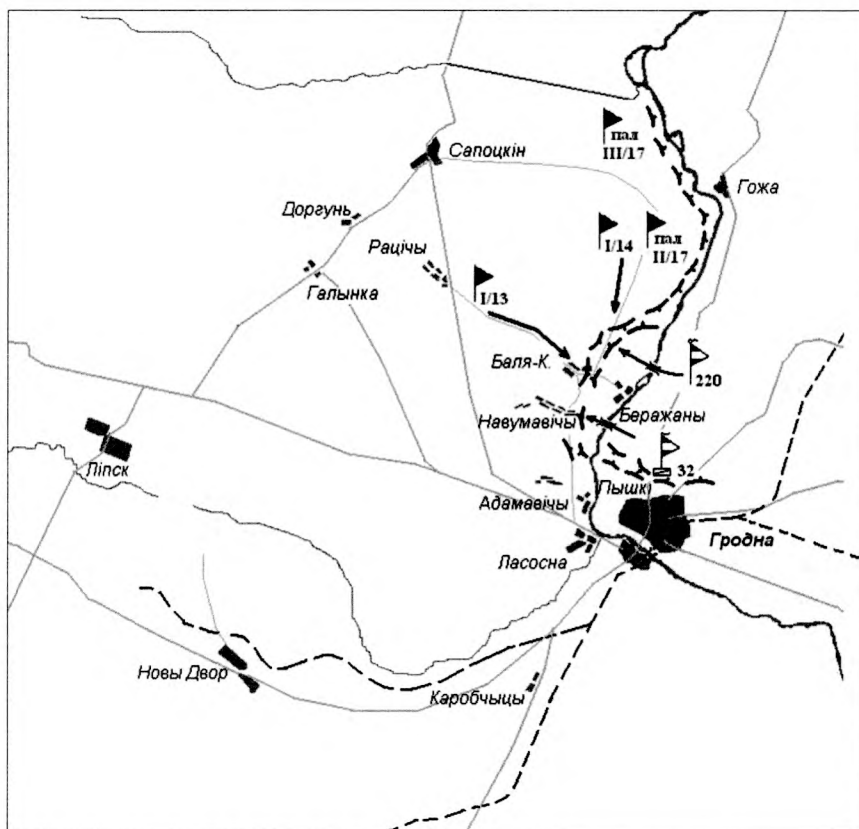 пал
III/17
Сапоцкін
Гожа
Доргунь
Рацічы
I/14
пал
II/17
Галынка
I/13
Баля-К.
220
Беражаны
Навумавічы
Ліпск
32
Пышкі
Адамавічы
Гродна
Ласосна
Новы Двор
Каробчыцы